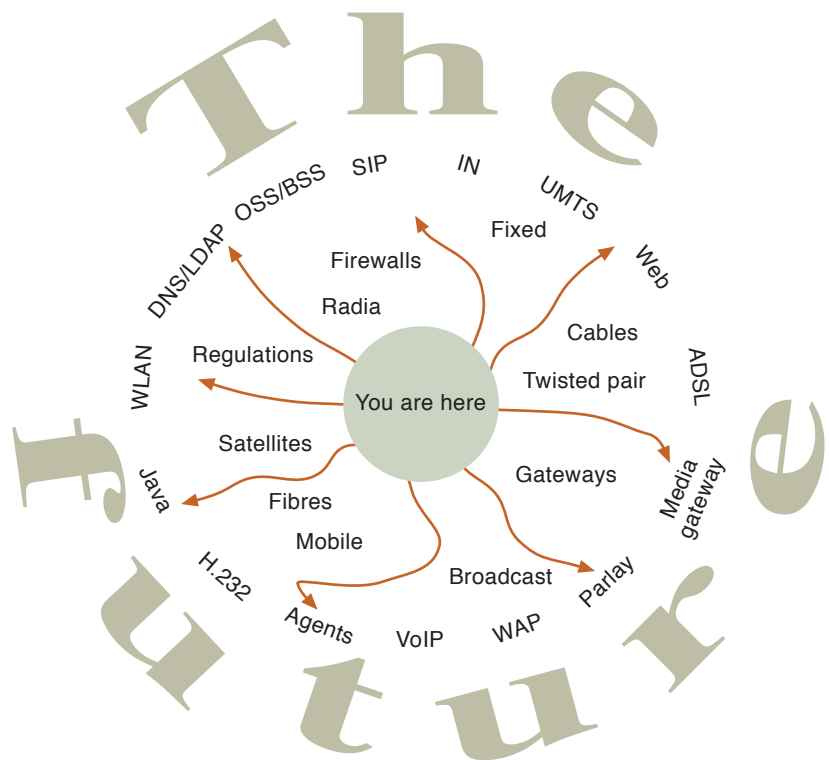 The
future
SIP
IN
UMTS
Web
ADSL
Media
gateway
Parlay
WAP
VoIP
Agents
H.232
Java
WLAN
DNS/LDAP
OSS/BSS
Fixed
Firewalls
Radia
Cables
Regulations
Twisted pair
You are here
Satellites
Gateways
Fibres
Mobile
Broadcast